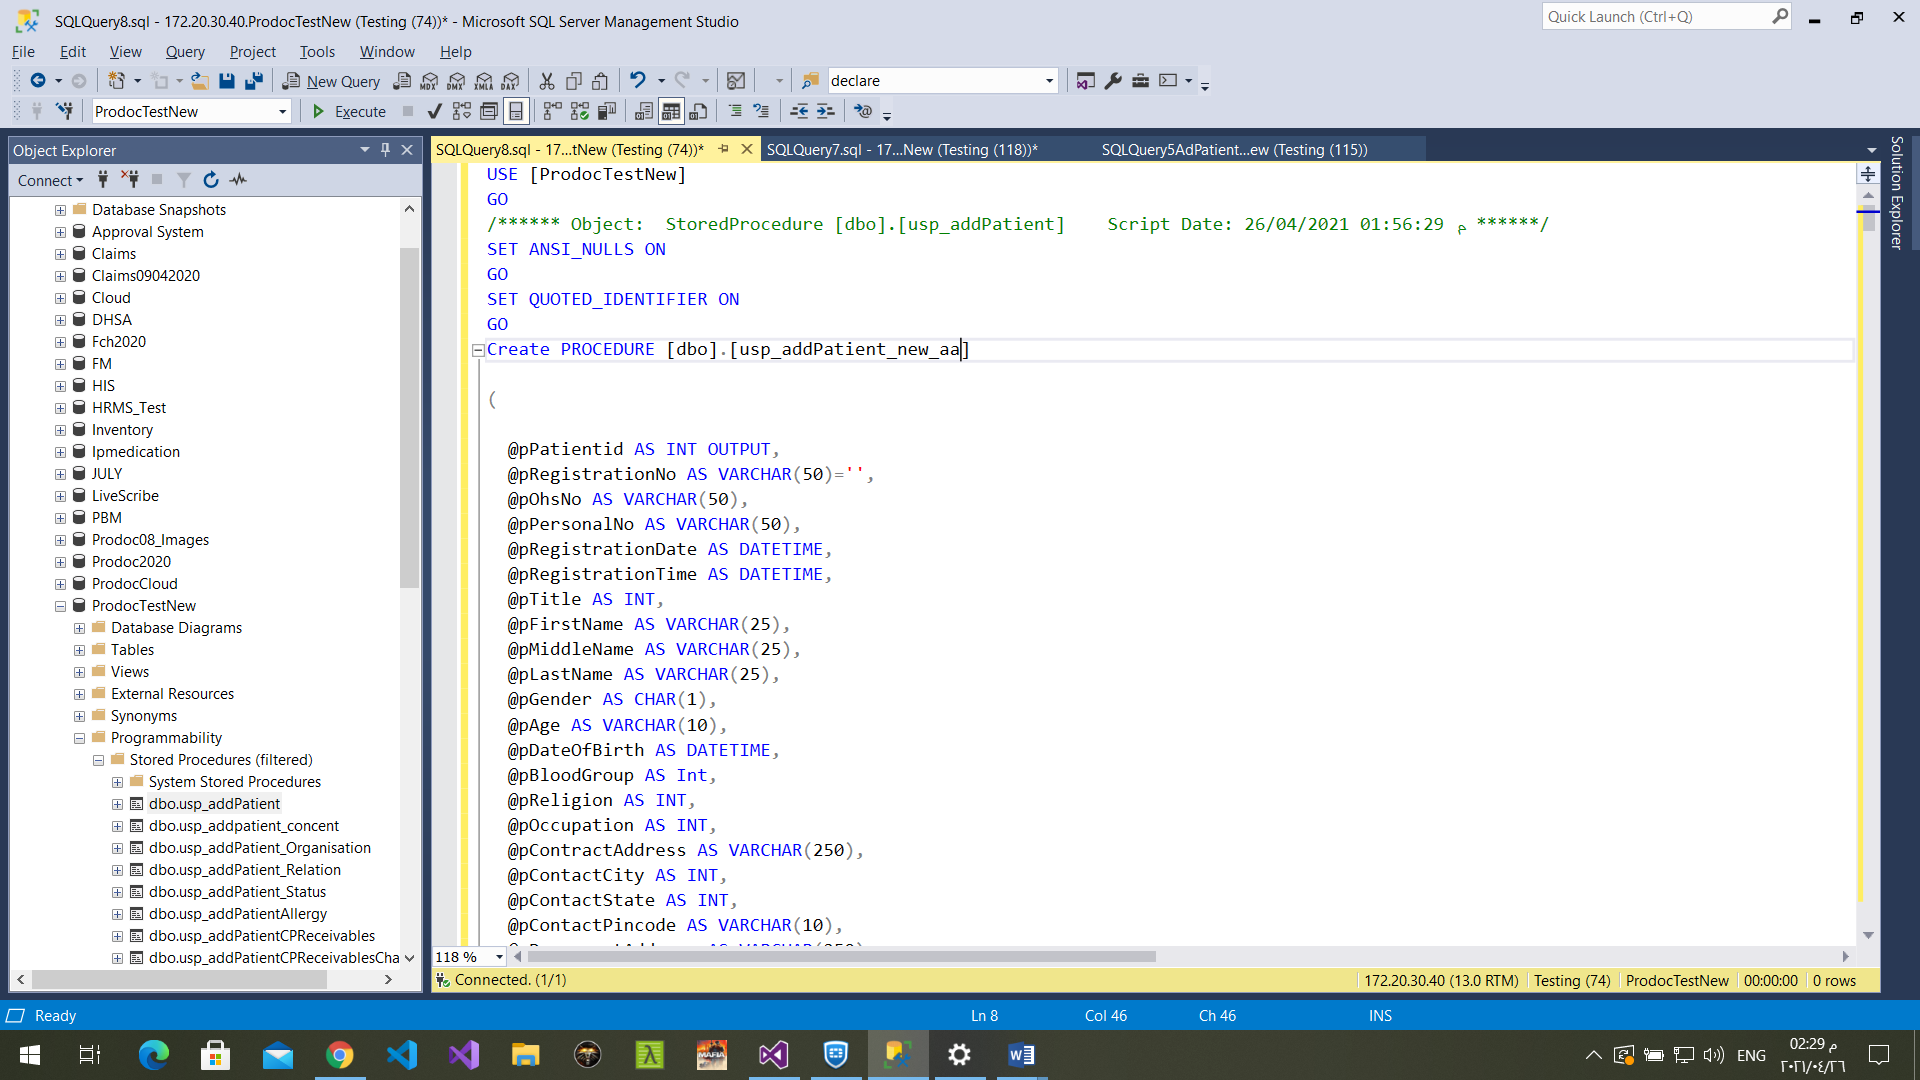 SQLQuery8.sql - 172.20.30.40.ProdocTestNew (Testing (74))* - Microsoft SQL Server Management Studio
Quick Launch (Ctrl+Q)
File Edit View Query Project Tools Window Help
New Query
MDX DMX XMLA DAX
declare
ProdocTestNew
Execute
Object Explorer
Connect
Database Snapshots
Approval System
Claims
Claims09042020
Cloud
DHSA
Fch2020
FM
HIS
HRMS_Test
Inventory
Ipmedication
JULY
LiveScribe
PBM
Prodoc08_Images
Prodoc2020
ProdocCloud
ProdocTestNew
Database Diagrams
Tables
Views
External Resources
Synonyms
Programmability
Stored Procedures (filtered)
System Stored Procedures
dbo.usp_addPatient
dbo.usp_addpatient_concent
dbo.usp_addPatient_Organisation
dbo.usp_addPatient_Relation
dbo.usp_addPatient_Status
dbo.usp_addPatientAllergy
dbo.usp_addPatientCPReceivables
dbo.usp_addPatientCPReceivablesCha
SQLQuery8.sql - 17...tNew (Testing (74))*
SQLQuery7.sql - 17...New (Testing (118))*
SQLQuery5AdPatient...ew (Testing (115))
USE [ProdocTestNew]
GO
/****** Object:  StoredProcedure [dbo].[usp_addPatient]    Script Date: 26/04/2021 01:56:29 م ******/
SET ANSI_NULLS ON
GO
SET QUOTED_IDENTIFIER ON
GO
Create PROCEDURE [dbo].[usp_addPatient_new_aa]
(
@pPatientid AS INT OUTPUT,
@pRegistrationNo AS VARCHAR(50)='',
@pOhsNo AS VARCHAR(50),
@pPersonalNo AS VARCHAR(50),
@pRegistrationDate AS DATETIME,
@pRegistrationTime AS DATETIME,
@pTitle AS INT,
@pFirstName AS VARCHAR(25),
@pMiddleName AS VARCHAR(25),
@pLastName AS VARCHAR(25),
@pGender AS CHAR(1),
@pAge AS VARCHAR(10),
@pDateOfBirth AS DATETIME,
@pBloodGroup AS Int,
@pReligion AS INT,
@pOccupation AS INT,
@pContractAddress AS VARCHAR(250),
@pContactCity AS INT,
@pContactState AS INT,
@pContactPincode AS VARCHAR(10),
118 %
Connected. (1/1)
172.20.30.40 (13.0 RTM) Testing (74) ProdocTestNew 00:00:00 0 rows
Solution Explorer
Ready
Ln 8
Col 46
Ch 46
INS
MAFIA
ENG
02:29 م
٢٠٢١/٠٤/٢٦